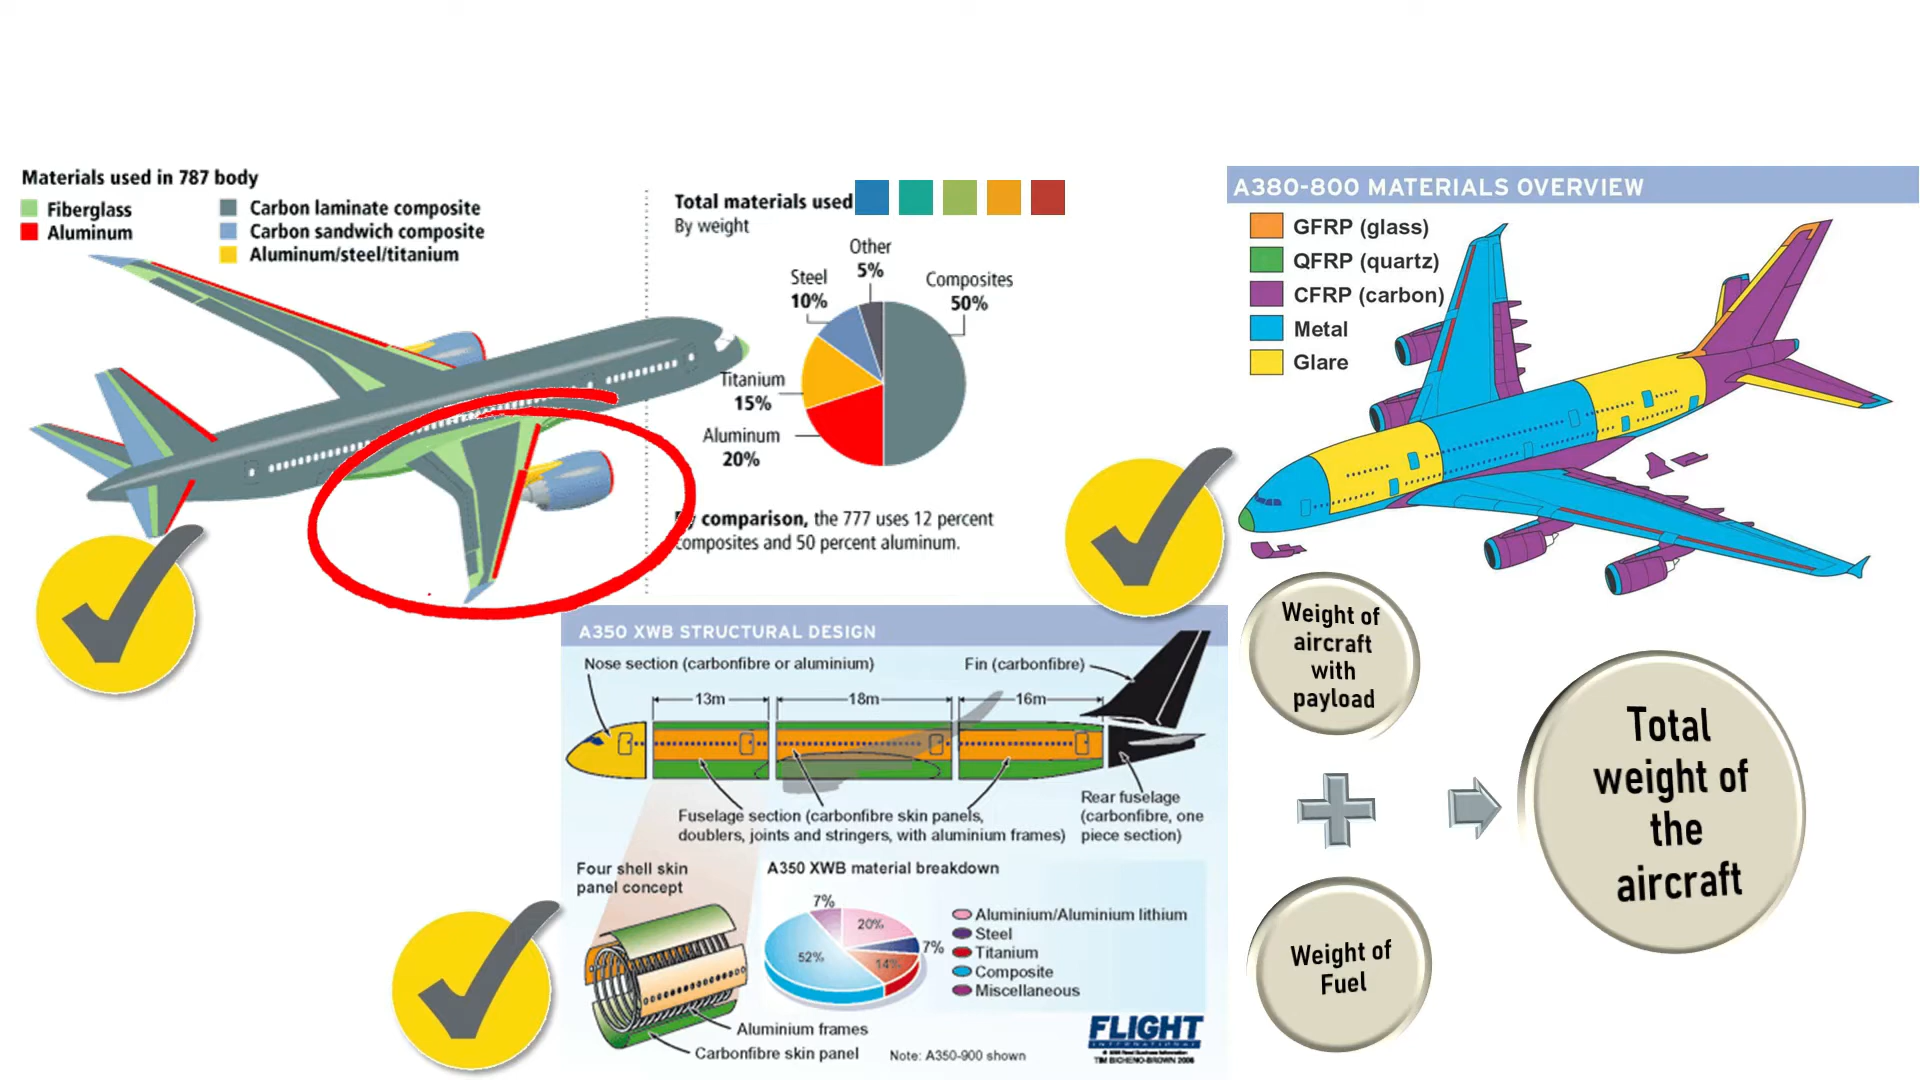 Materials used in 787 body
Fiberglass
Aluminum
Carbon laminate composite
Carbon sandwich composite
Aluminum/steel/titanium
Total materials used
By weight
Other
5%
Steel
10%
Composites
50%
Titanium
15%
Aluminum
20%
comparison, the 777 uses 12 percent
composites and 50 percent aluminum.
A380-800 MATERIALS OVERVIEW
GFRP (glass)
QFRP (quartz)
CFRP (carbon)
Metal
Glare
A350 XWB STRUCTURAL DESIGN
Nose section (carbonfibre or aluminium)
Fin (carbonfibre)
13m
18m
16m
Fuselage section (carbonfibre skin panels,
doublers, joints and stringers, with aluminium frames)
Rear fuselage
(carbonfibre, one
piece section)
Four shell skin
panel concept
Aluminium frames
Carbonfibre skin panel
A350 XWB material breakdown
7%
20%
7%
14%
52%
Aluminium/Aluminium lithium
Steel
Titanium
Composite
Miscellaneous
Note: A350-900 shown
FLIGHT
INTERNATIONAL
TIM BICHENO-BROWN 2006
Weight of
aircraft
with
payload
Weight of
Fuel
Total
weight of
the
aircraft